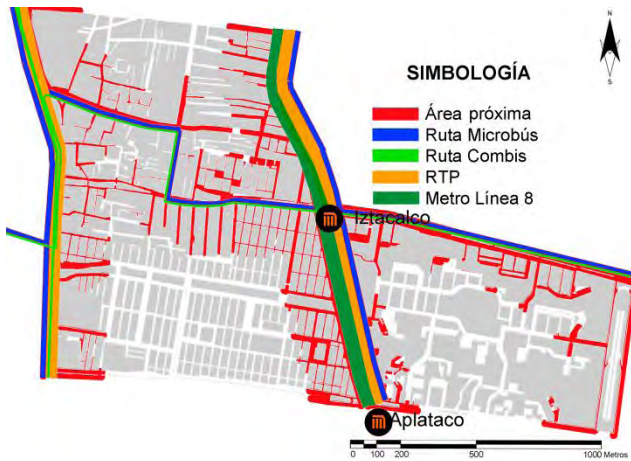 N
S
SIMBOLOGÍA
Área próxima
Ruta Microbús
Ruta Combis
RTP
Metro Línea 8
Iztacalco
Aplataco
0 100 200 500 1000 Metros